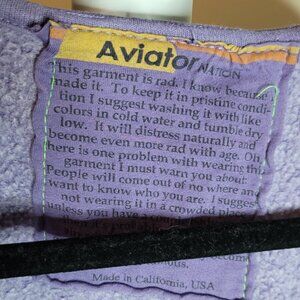 Aviator NATION
This garment is rad. I know because
made it. To keep it in pristine condi-
tion I suggest washing it with like
colors in cold water and tumble dry
low. It will distress naturally and
become even more rad with age. Oh,
there is one problem with wearing this
garment I must warn you about:
People will come out of no where and
want to know who you are. I suggest
not wearing it in a crowded place
unless you have
Made in California, USA